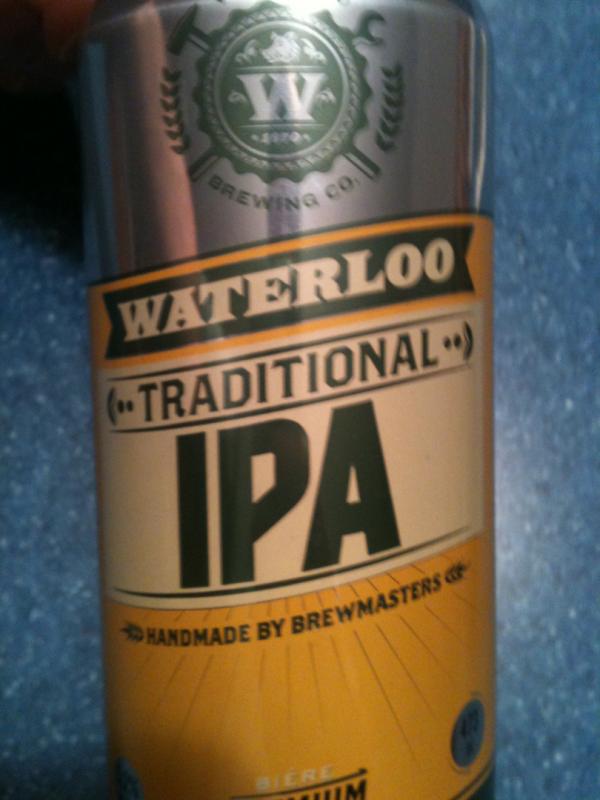 W
BREWING CO.
WATERLOO
TRADITIONAL
IPA
HANDMADE BY BREWMASTERS
BIÈRE